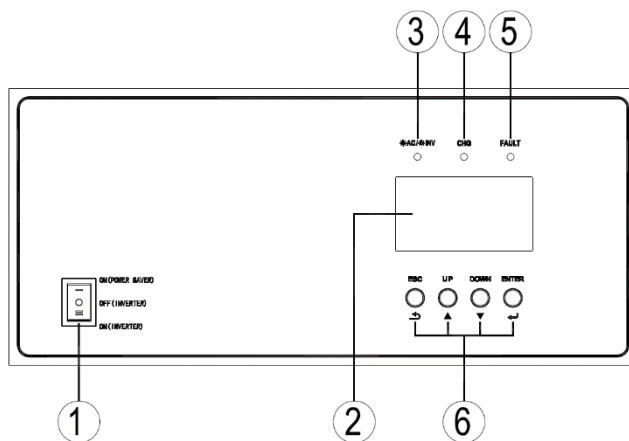 3 4 5
☀AC/☀INV CHG FAULT
ESC UP DOWN ENTER
ON(POWER SAVER)
OFF(INVERTER)
ON(INVERTER)
1 2 6